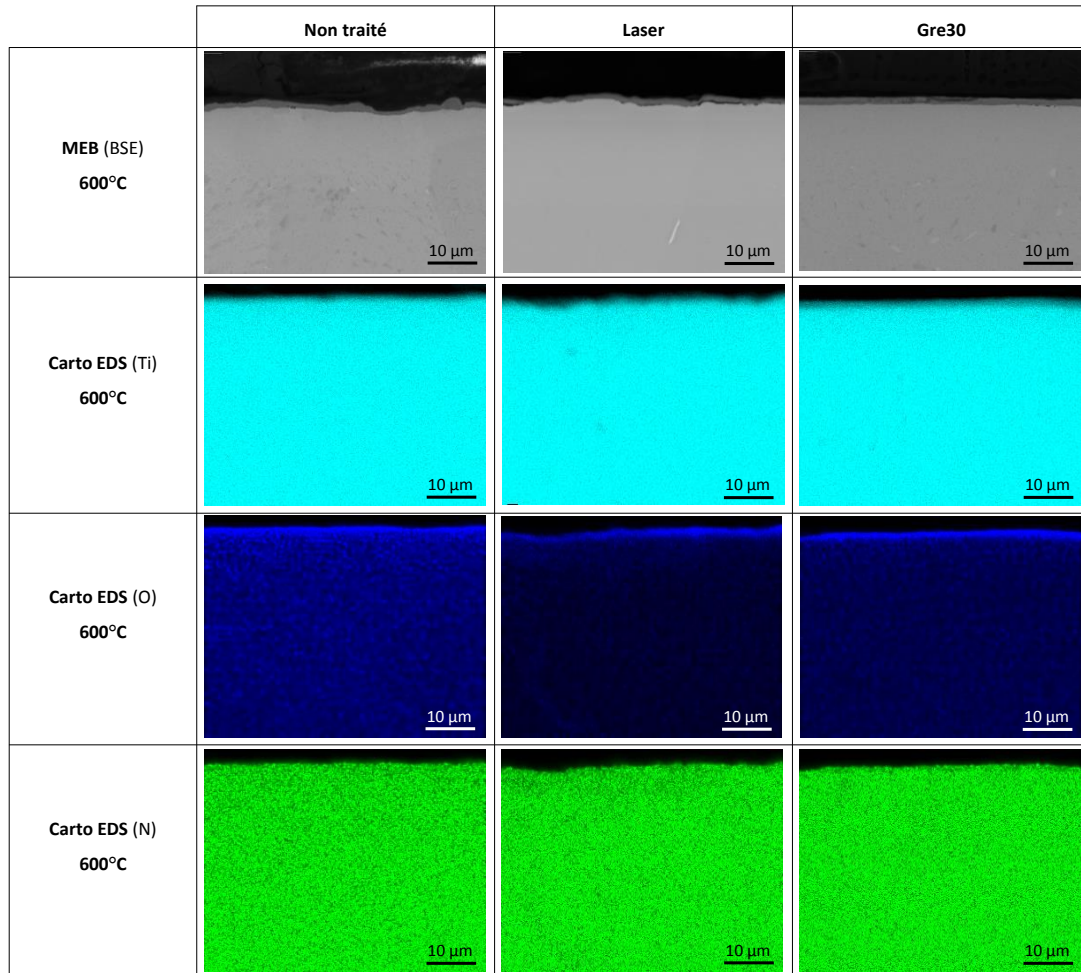 Non traité
Laser
Gre30
MEB (BSE)
600°C
10 µm
10 µm
10 µm
Carto EDS (Ti)
600°C
10 µm
10 µm
10 µm
Carto EDS (O)
600°C
10 µm
10 µm
10 µm
Carto EDS (N)
600°C
10 µm
10 µm
10 µm